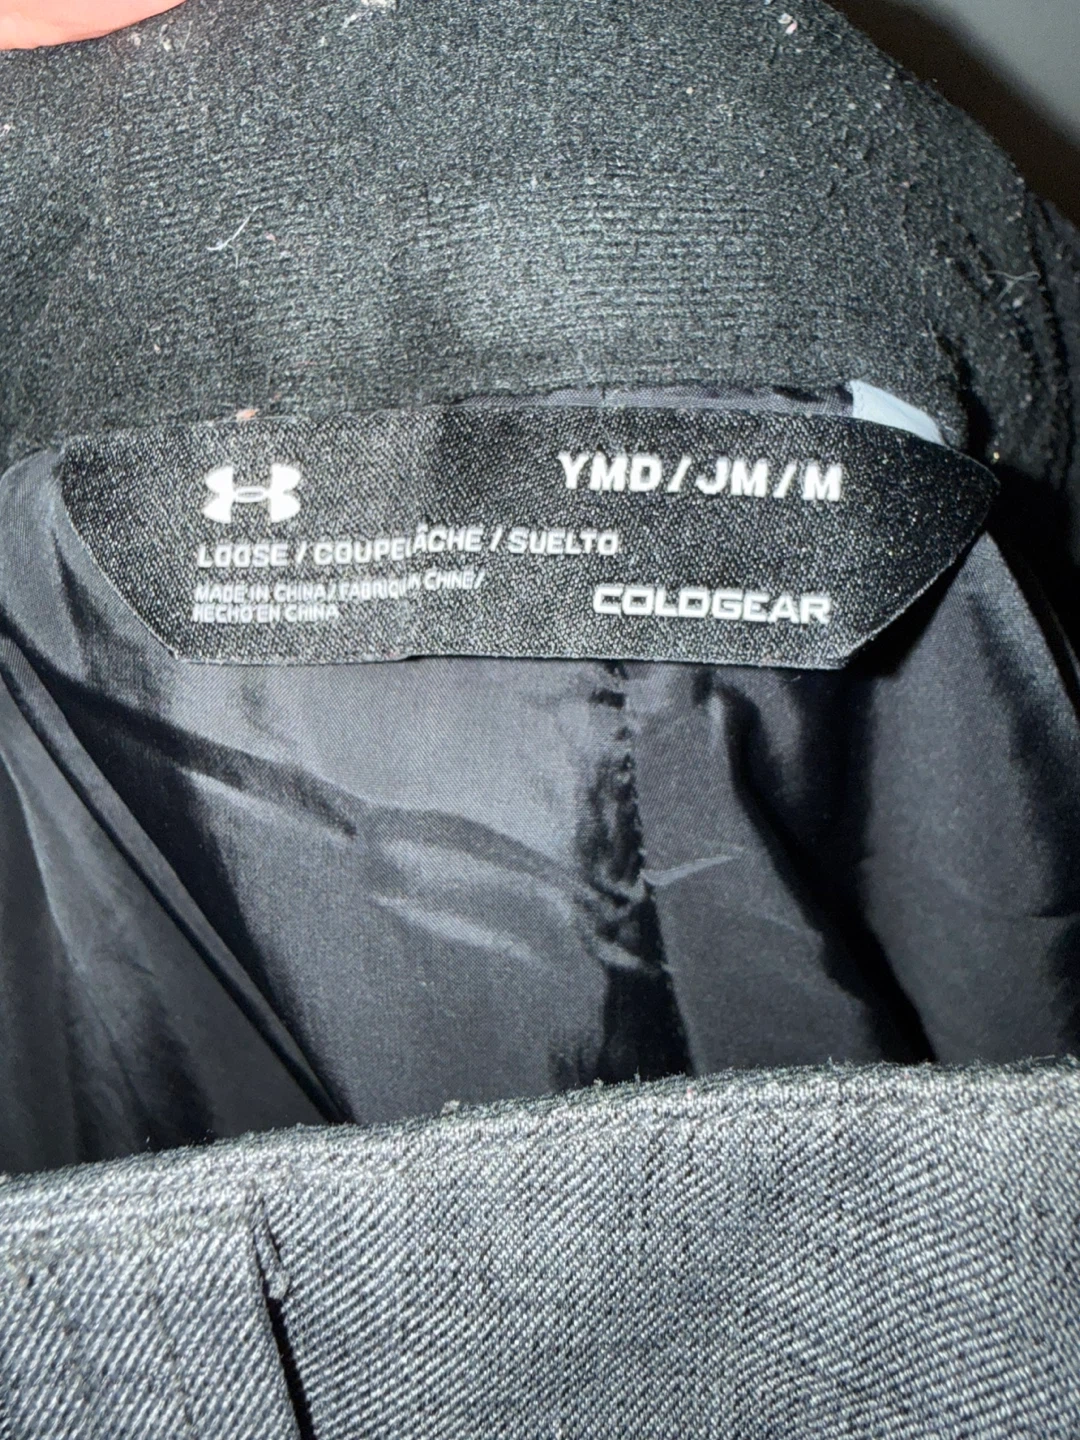 YMD / JM / M
LOOSE / COUPE LÂCHE / SUELTO
MADE IN CHINA / FABRIQUÉ EN CHINE /
HECHO EN CHINA
COLDGEAR